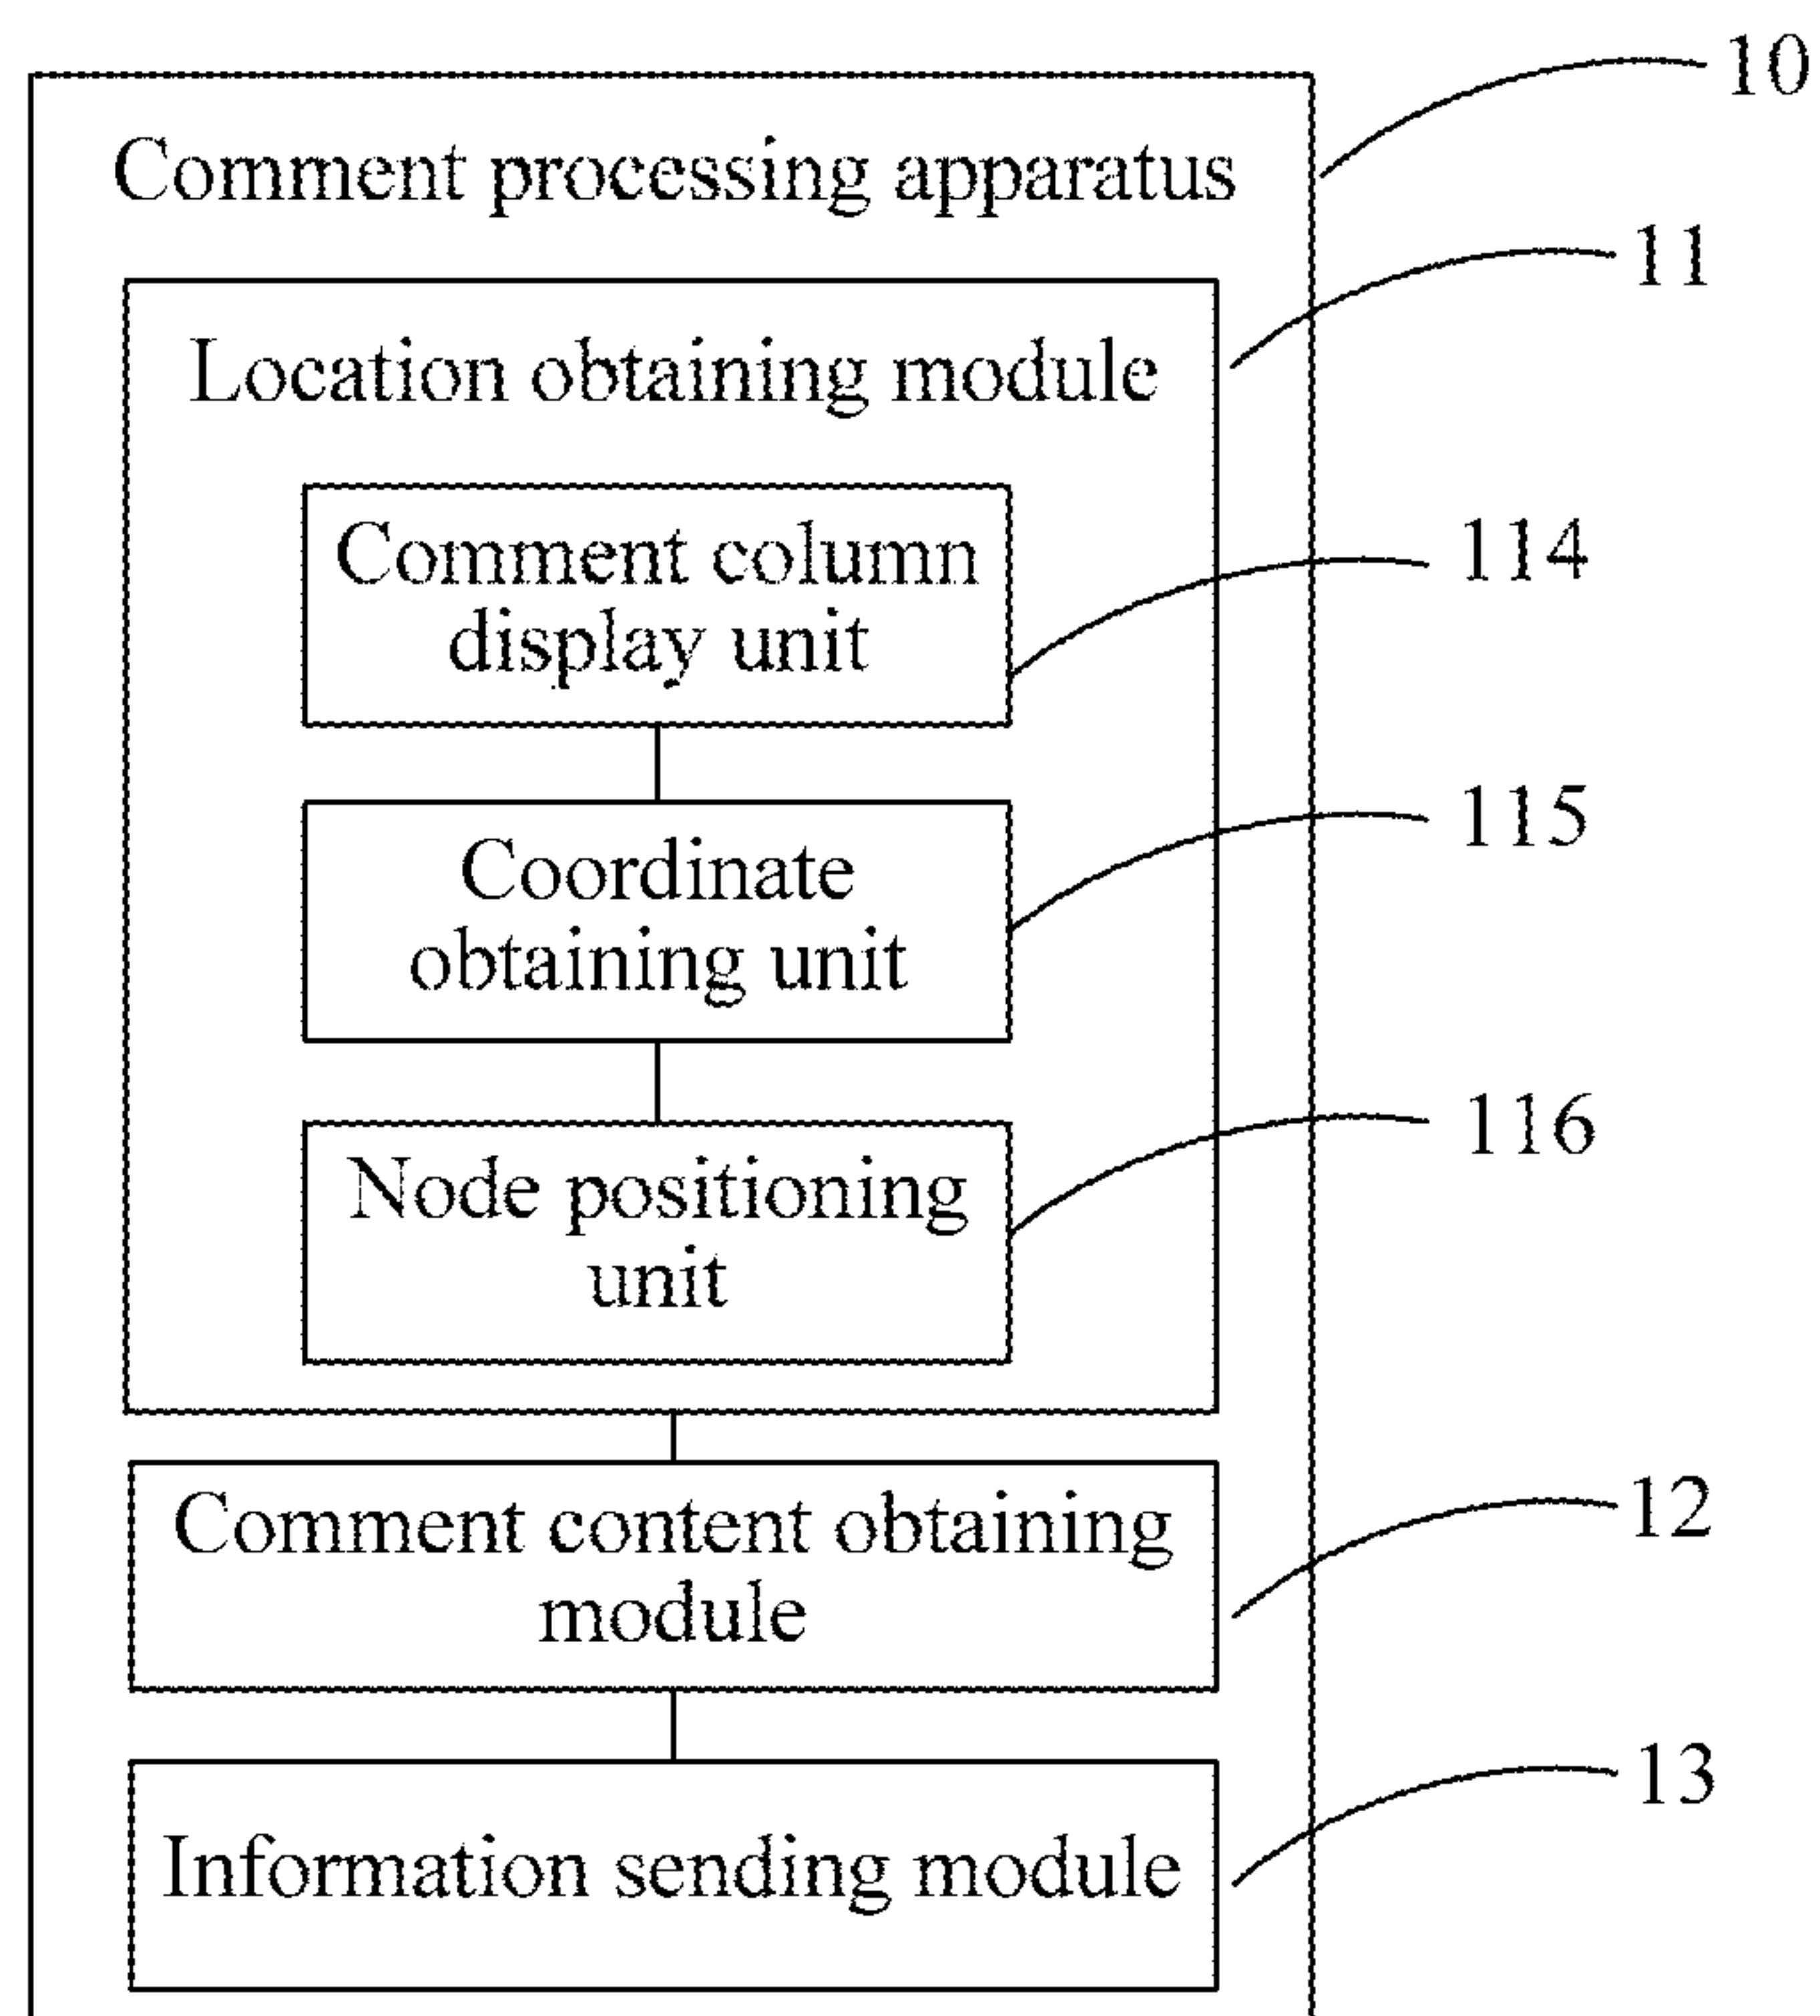 10
Comment processing apparatus
11
Location obtaining module
Comment column
display unit
114
Coordinate
obtaining unit
115
Node positioning
unit
116
Comment content obtaining
module
12
Information sending module
13